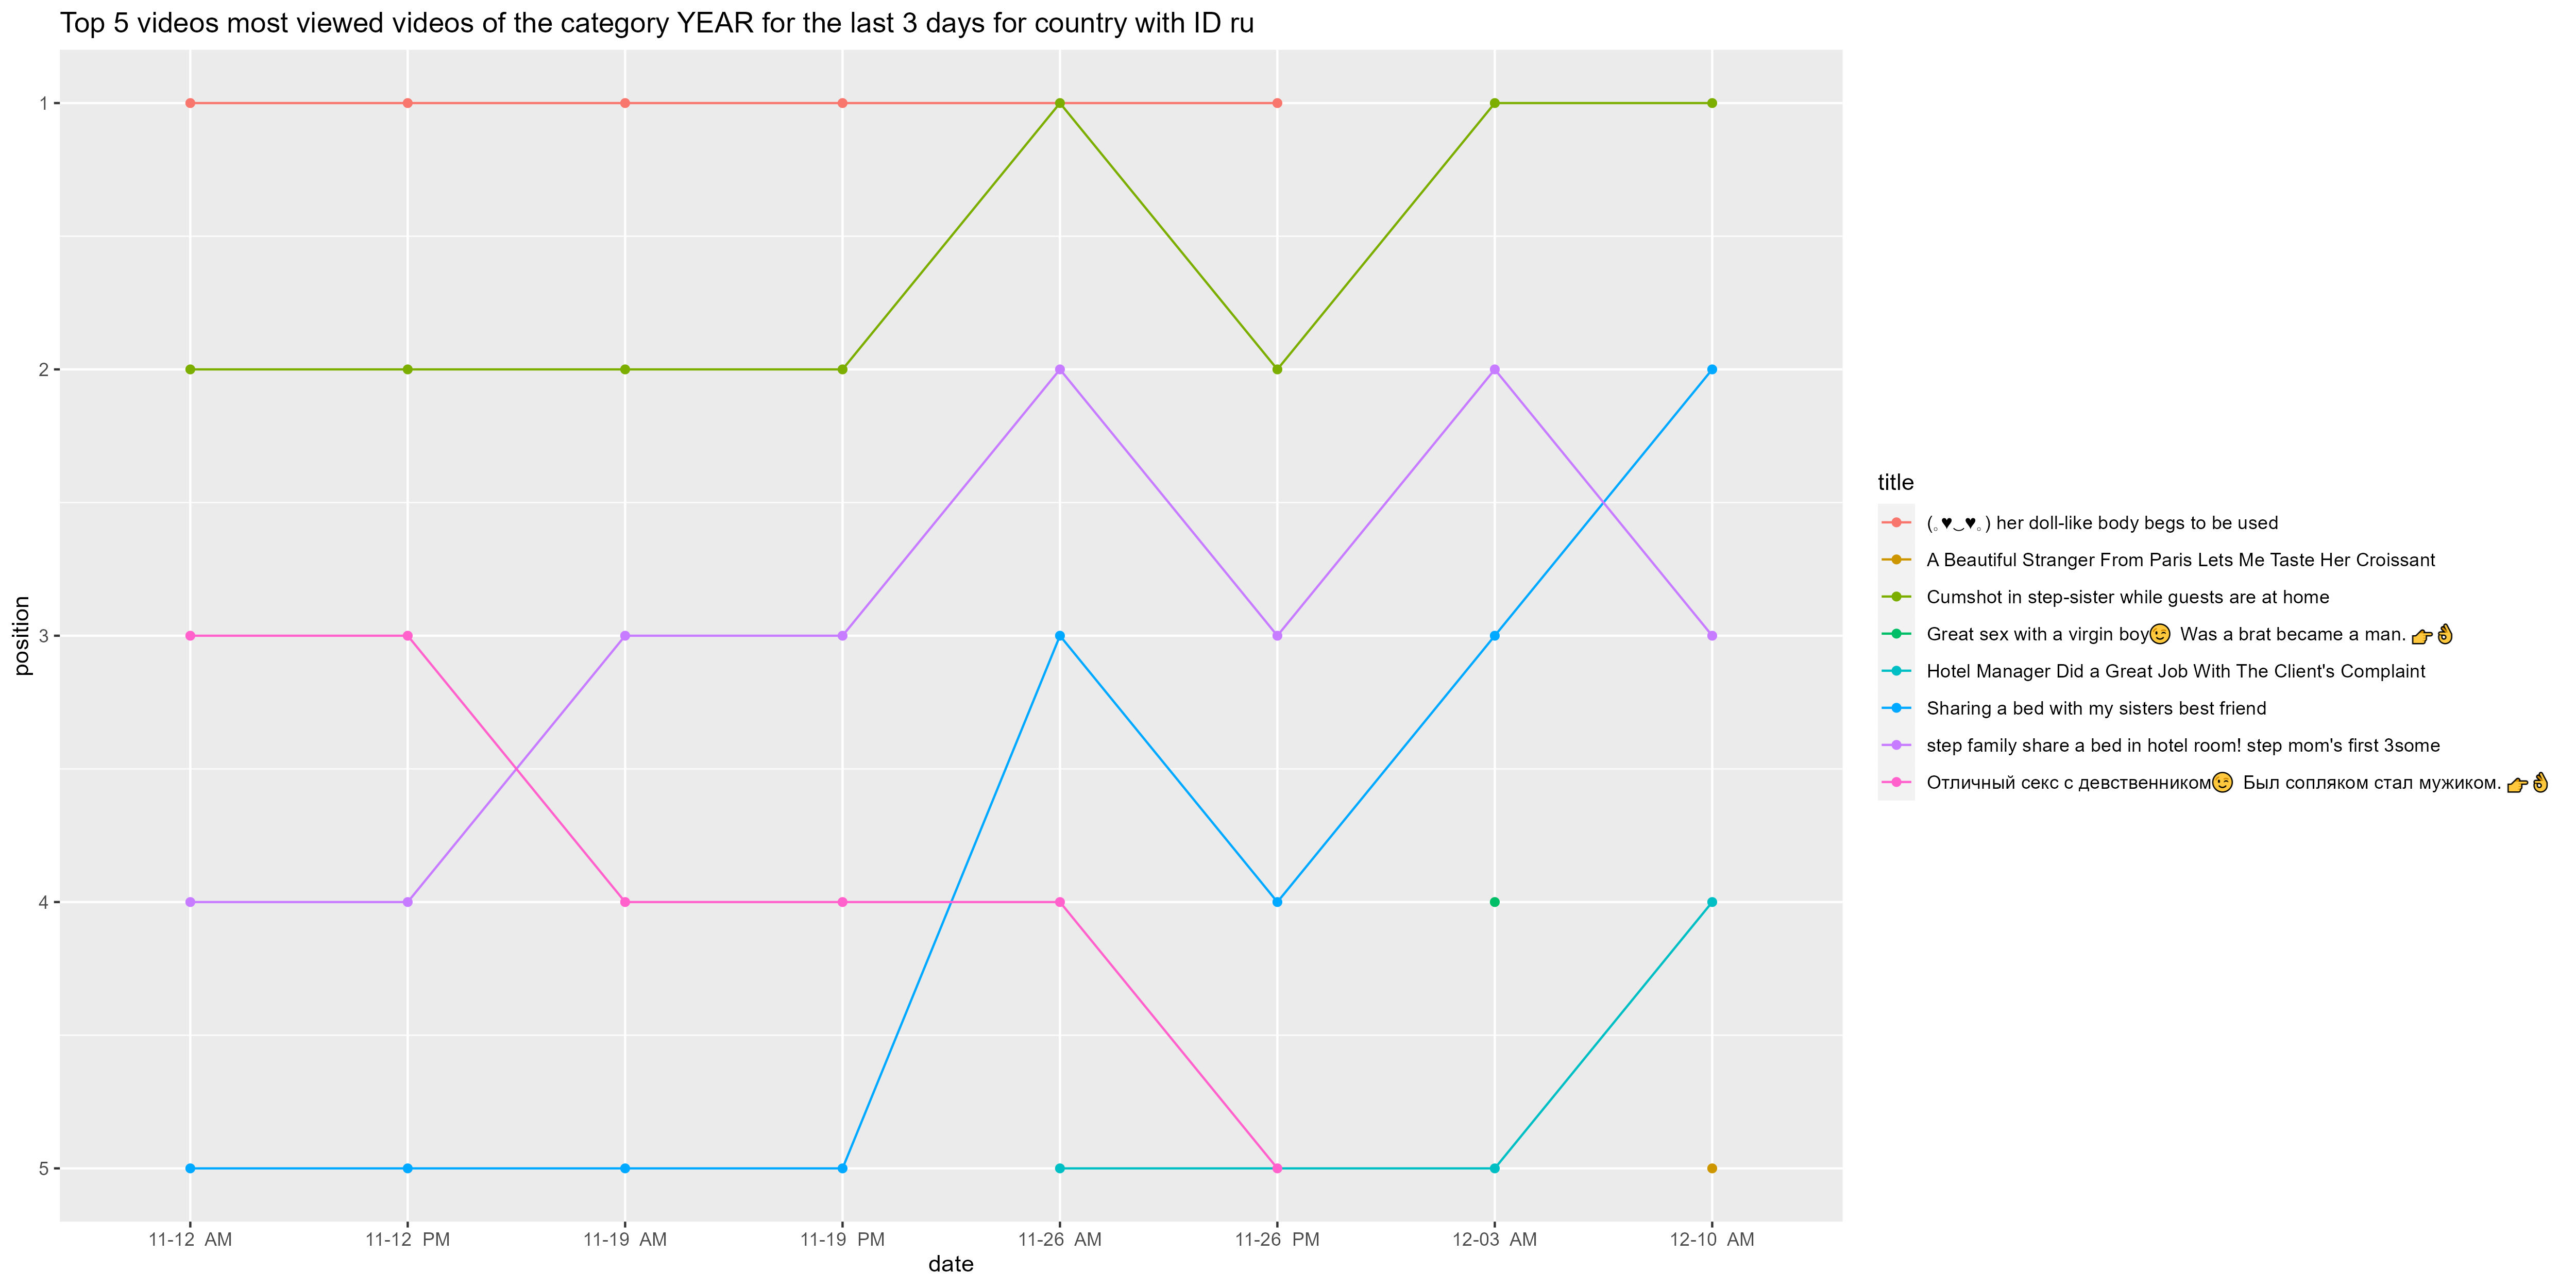 Top 5 videos most viewed videos of the category YEAR for the last 3 days for country with ID ru
position
1
2
3
4
5
11-12 AM
11-12 PM
11-19 AM
11-19 PM
11-26 AM
11-26 PM
12-03 AM
12-10 AM
date
title
(｡♥‿♥｡) her doll-like body begs to be used
A Beautiful Stranger From Paris Lets Me Taste Her Croissant
Cumshot in step-sister while guests are at home
Great sex with a virgin boy😉 Was a brat became a man. 👉👌
Hotel Manager Did a Great Job With The Client's Complaint
Sharing a bed with my sisters best friend
step family share a bed in hotel room! step mom's first 3some
Отличный секс с девственником😉 Был сопляком стал мужиком. 👉👌